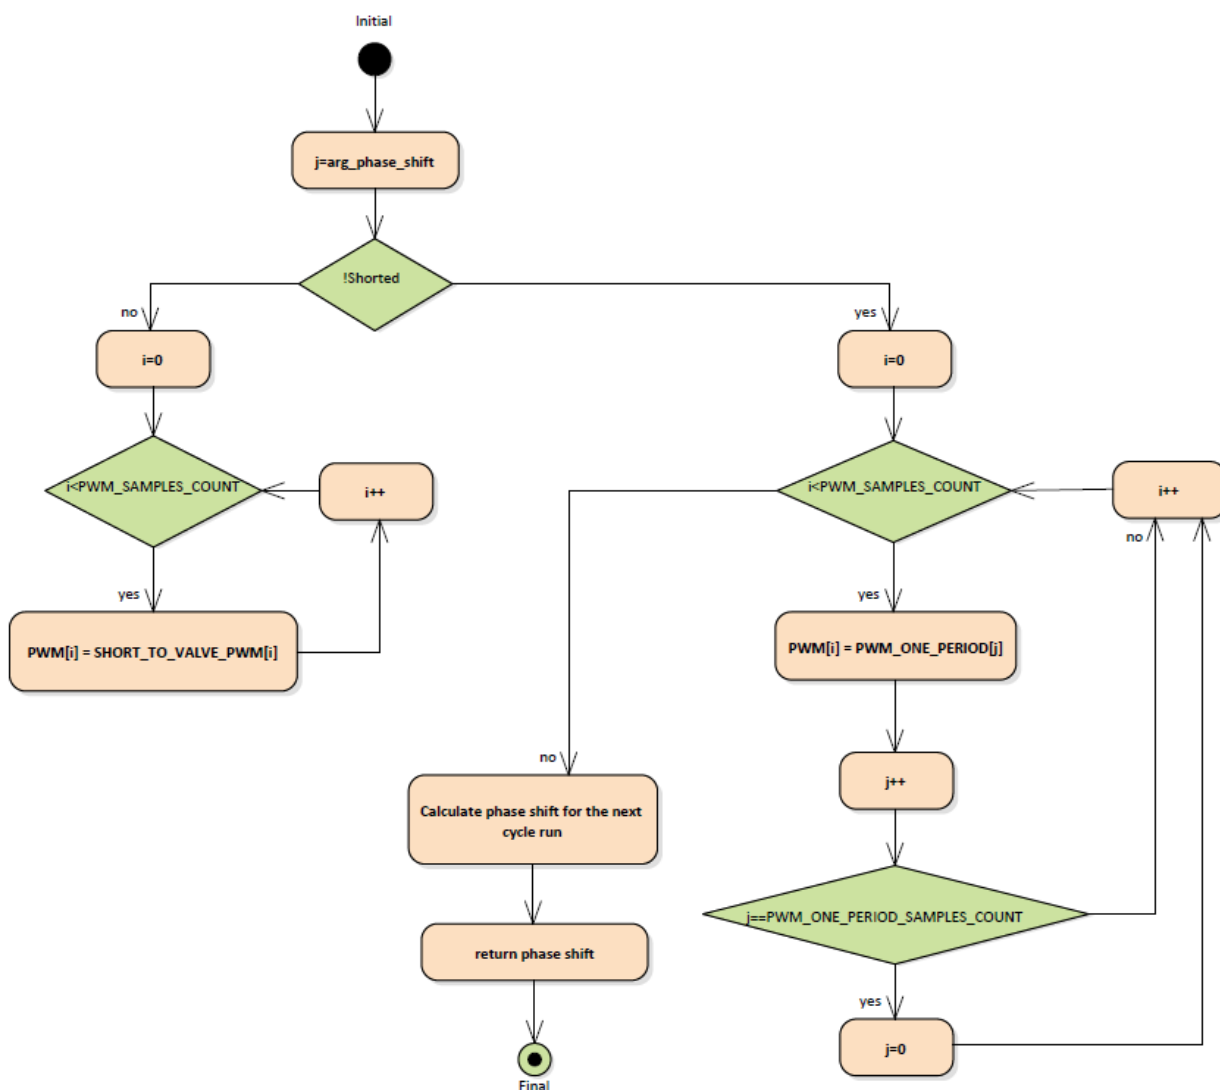 Initial
j=arg_phase_shift
!Shorted
no
yes
i=0
i=0
i<PWM_SAMPLES_COUNT
i++
i<PWM_SAMPLES_COUNT
i++
no
yes
yes
PWM[i] = SHORT_TO_VALVE_PWM[i]
PWM[i] = PWM_ONE_PERIOD[j]
no
j++
Calculate phase shift for the next
cycle run
j==PWM_ONE_PERIOD_SAMPLES_COUNT
return phase shift
yes
j=0
Final